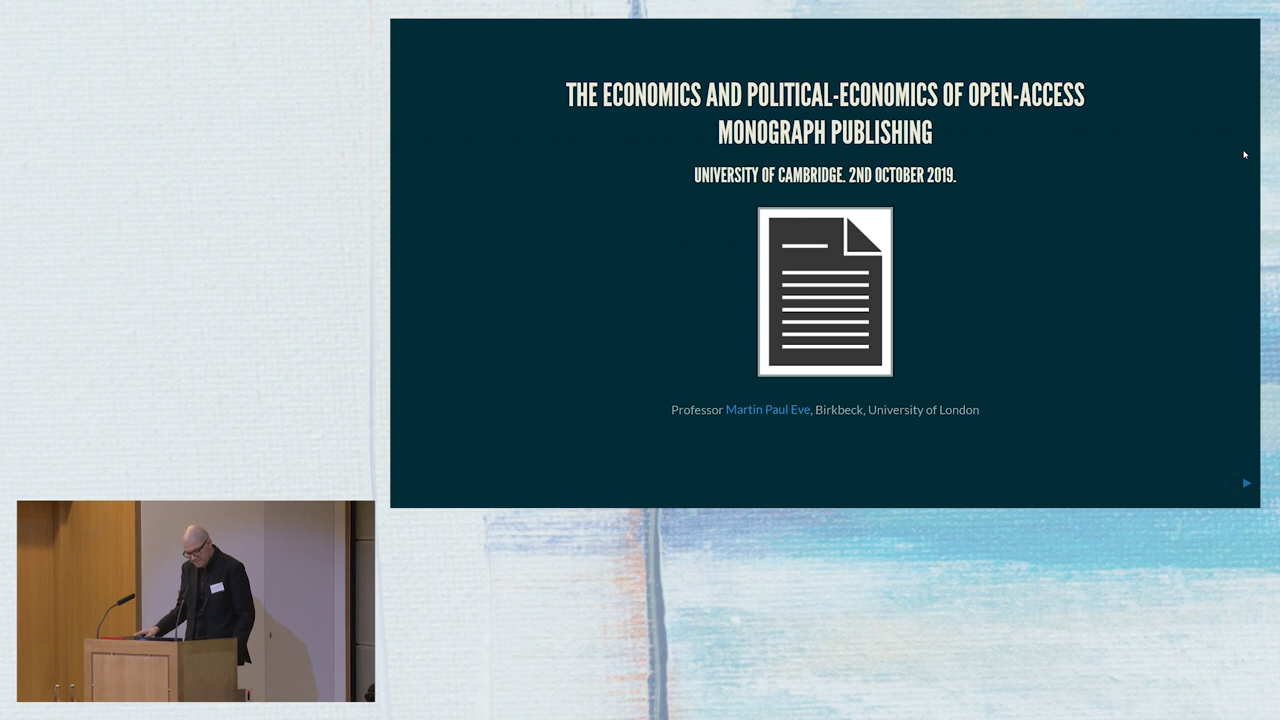 THE ECONOMICS AND POLITICAL-ECONOMICS OF OPEN-ACCESS
MONOGRAPH PUBLISHING
UNIVERSITY OF CAMBRIDGE. 2ND OCTOBER 2019.
Professor Martin Paul Eve, Birkbeck, University of London